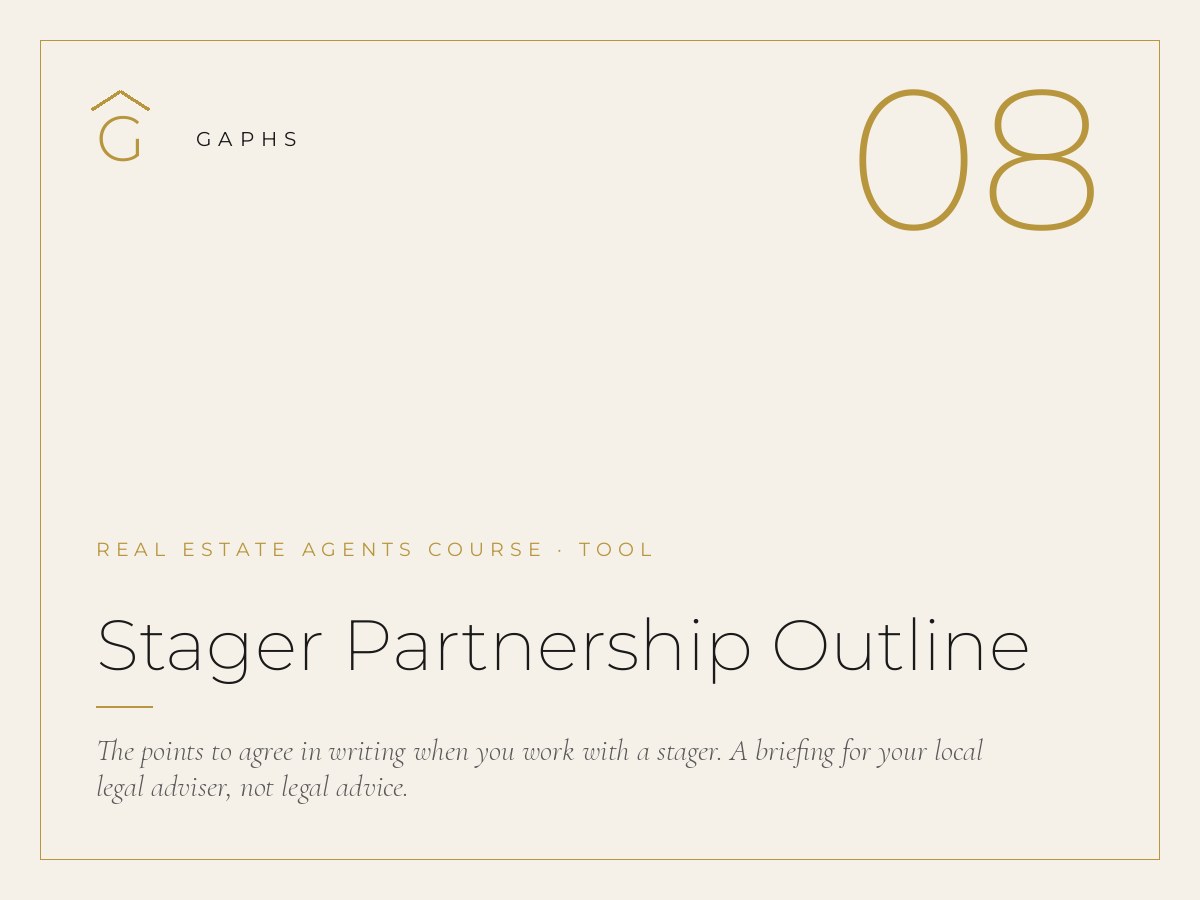 G
GAPHS
08
REAL ESTATE AGENTS COURSE · TOOL
Stager Partnership Outline
The points to agree in writing when you work with a stager. A briefing for your local
legal adviser, not legal advice.